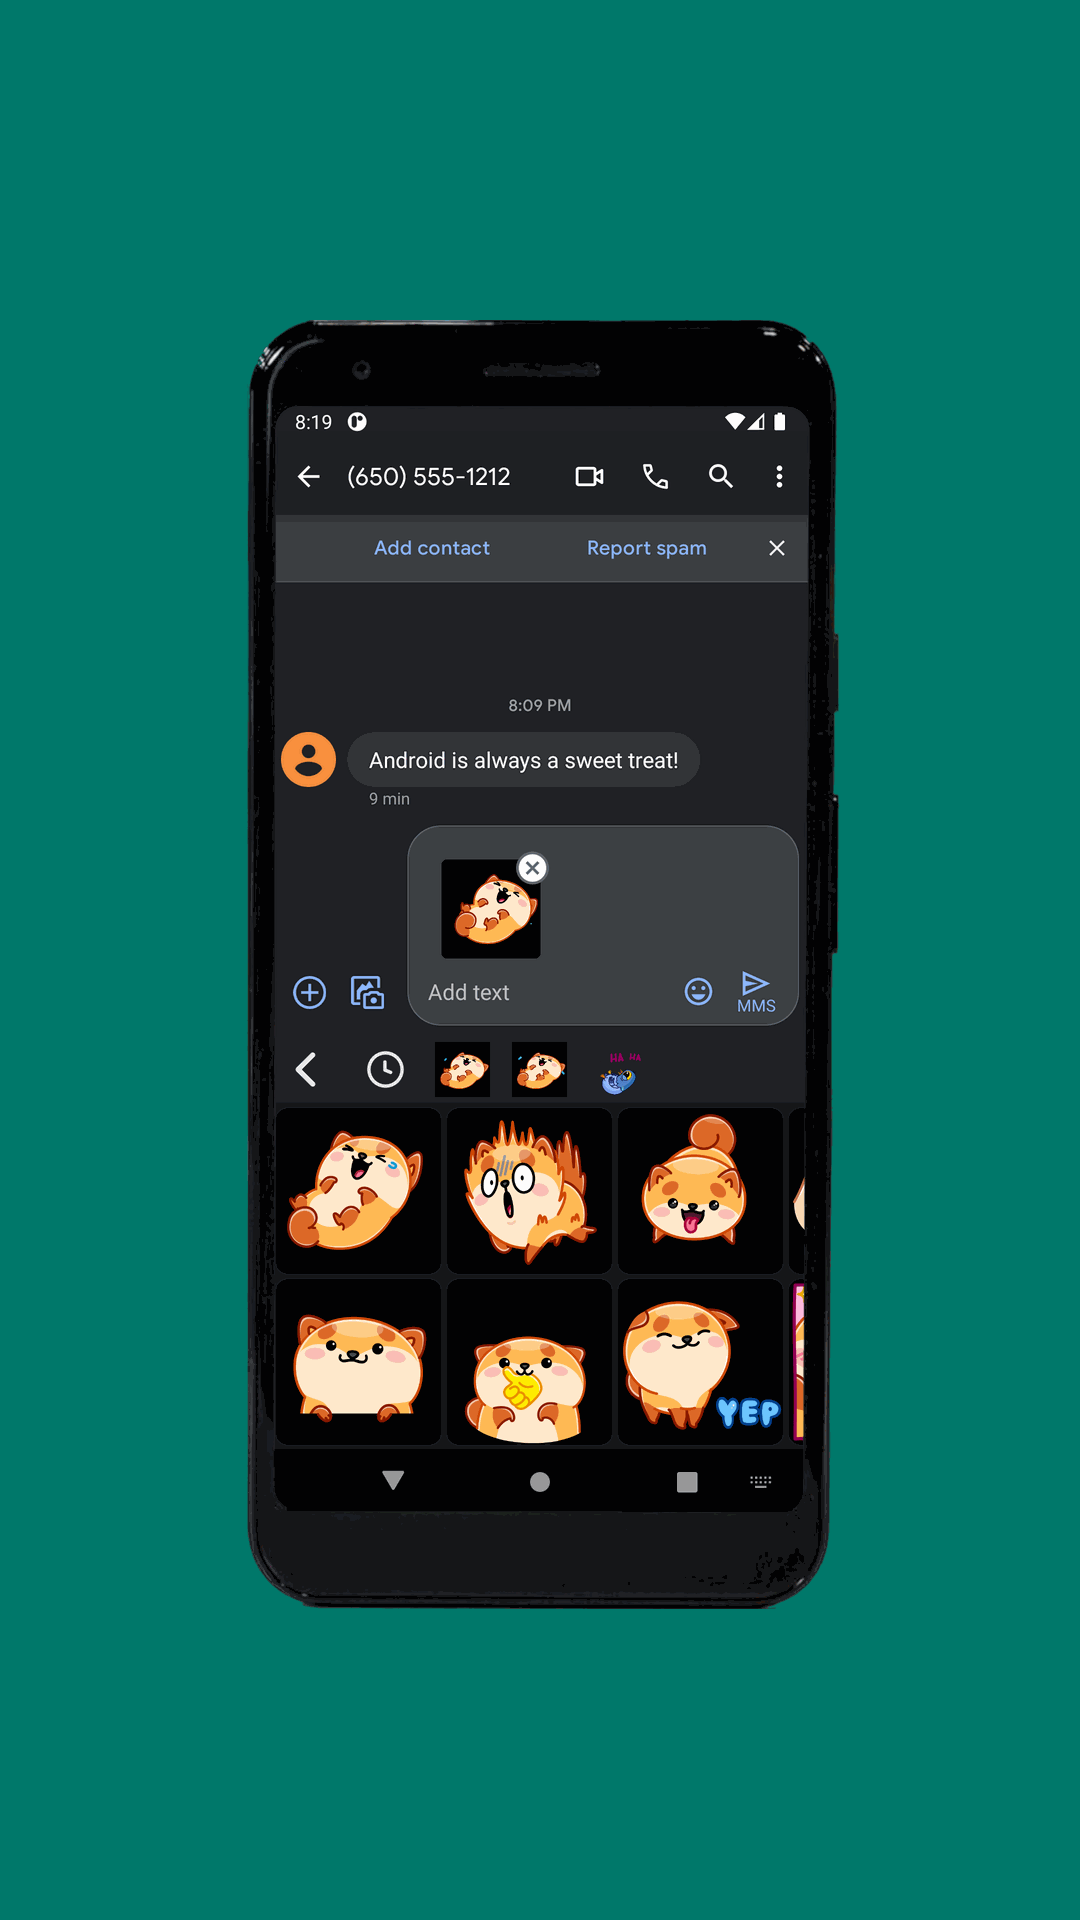 8:19
(650) 555-1212
Add contact Report spam
8:09 PM
Android is always a sweet treat!
9 min
Add text
MMS
HA HA
YEP